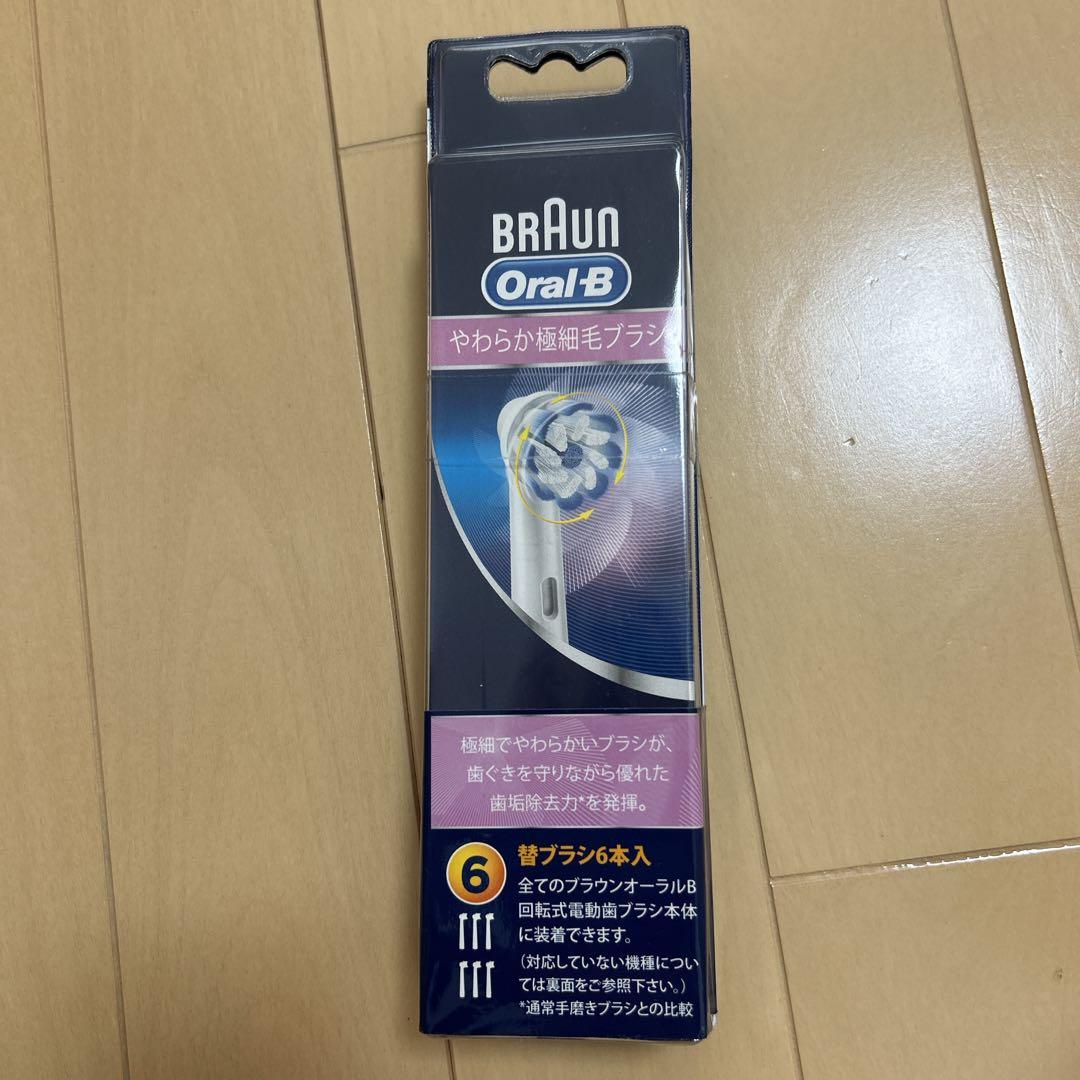 BRAUN
Oral-B
やわらか極細毛ブラシ
極細でやわらかいブラシが、
歯ぐきを守りながら優れた
歯垢除去力*を発揮。
6
替ブラシ6本入
全てのブラウンオーラルB
回転式電動歯ブラシ本体
に装着できます。
（対応していない機種につい
ては裏面をご参照下さい。）
*通常手磨きブラシとの比較